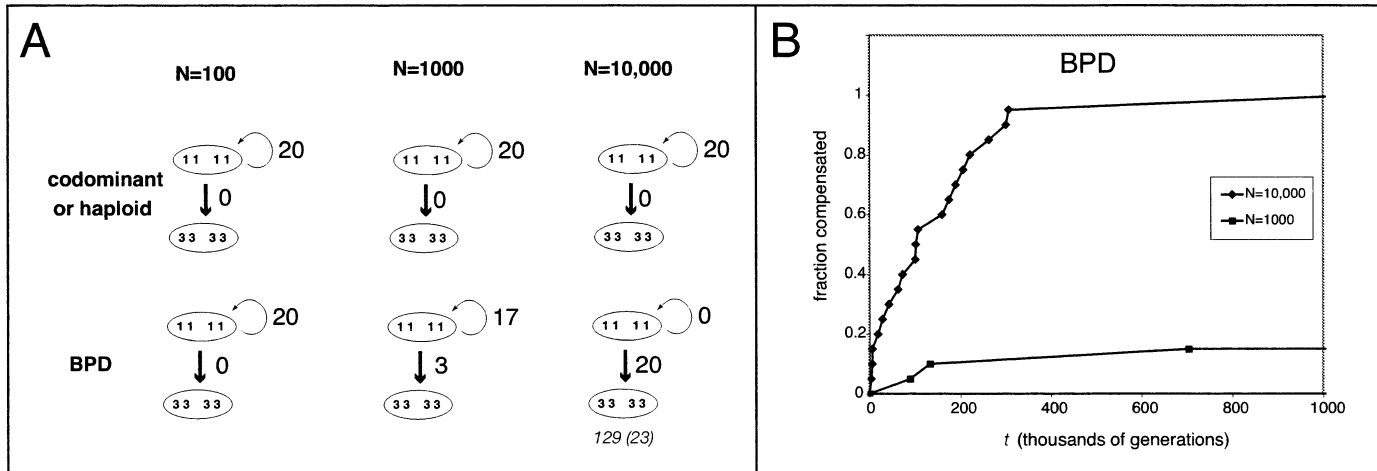 A
N=100 N=1000 N=10,000
11 11 20 11 11 20 11 11 20
codominant
or haploid
0 0 0
33 33 33 33 33 33
11 11 20 11 11 17 11 11 0
BPD 0 3 20
33 33 33 33 33 33
129 (23)
B
BPD
1
0.8
0.6
0.4
0.2
0
fraction compensated
N=10,000
N=1000
0 200 400 600 800 1000
t (thousands of generations)